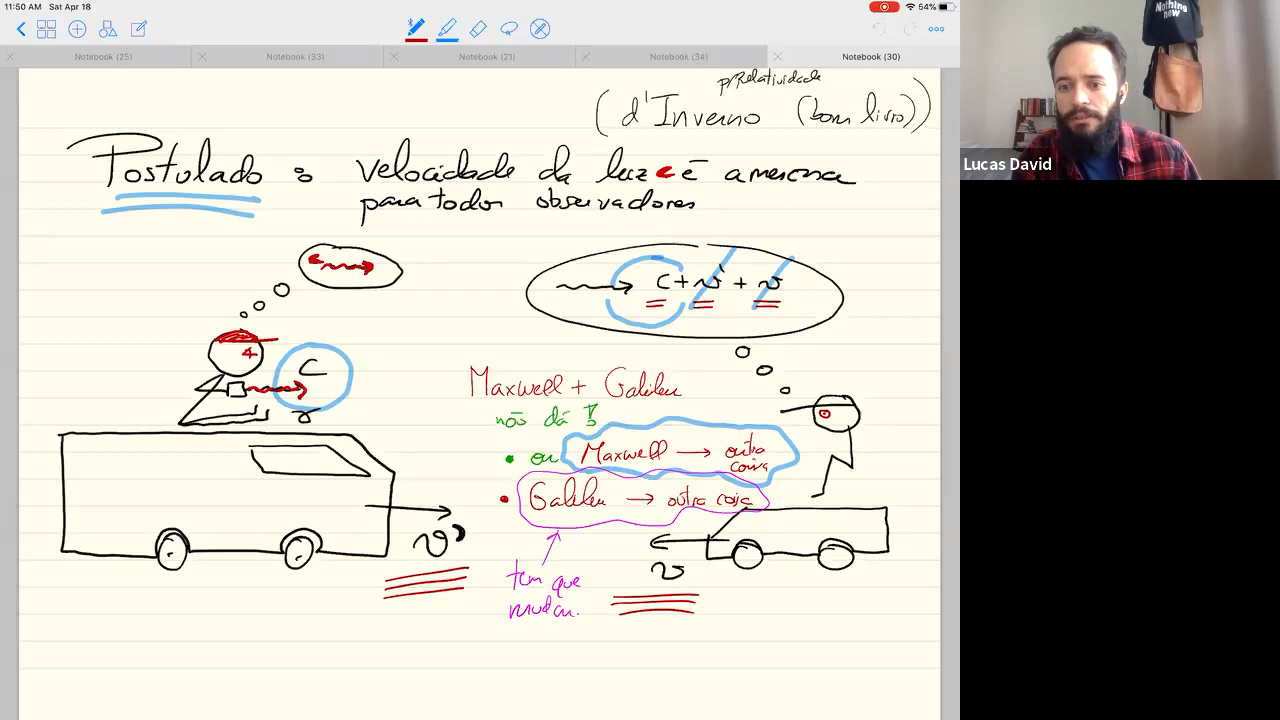 11:50 AM Sat Apr 18
54%
Notebook (25)
Notebook (33)
Notebook (21)
Notebook (34)
Notebook (30)
p/Relatividade
(d'Inverno (bom livro))
Postulado : velocidade da luz c é a mesma
para todos observadores
c
c + v' + v
C
γ
Maxwell + Galileu
não dá !
• ou Maxwell → outra
coisa
• Galileu → outra coisa
v'
v
tem que
mudar.
Nothing
new
Lucas David